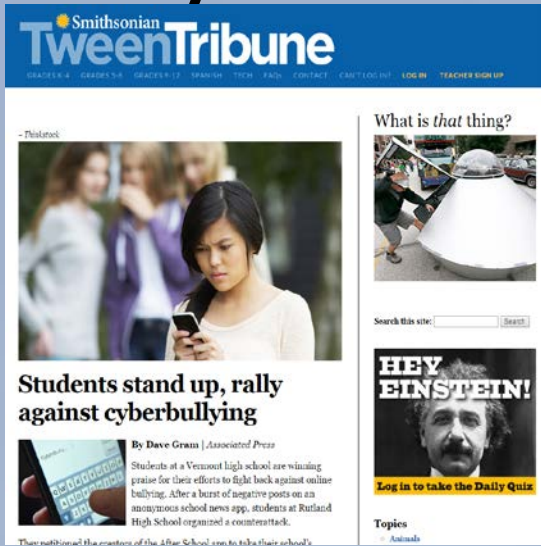 Smithsonian
TweenTribune
GRADES K-4 GRADES 5-8 GRADES 9-12 SPANISH TECH FAQs CONTACT CAN'T LOG IN? LOG IN TEACHER SIGN UP
~ Thinkstock
Students stand up, rally
against cyberbullying
By Dave Gram | Associated Press
Students at a Vermont high school are winning
praise for their efforts to fight back against online
bullying. After a burst of negative posts on an
anonymous school news app, students at Rutland
High School organized a counterattack.
They petitioned the creators of the After School app to take their school's
What is that thing?
Search this site: Search
HEY
EINSTEIN!
Log in to take the Daily Quiz
Topics
Animals